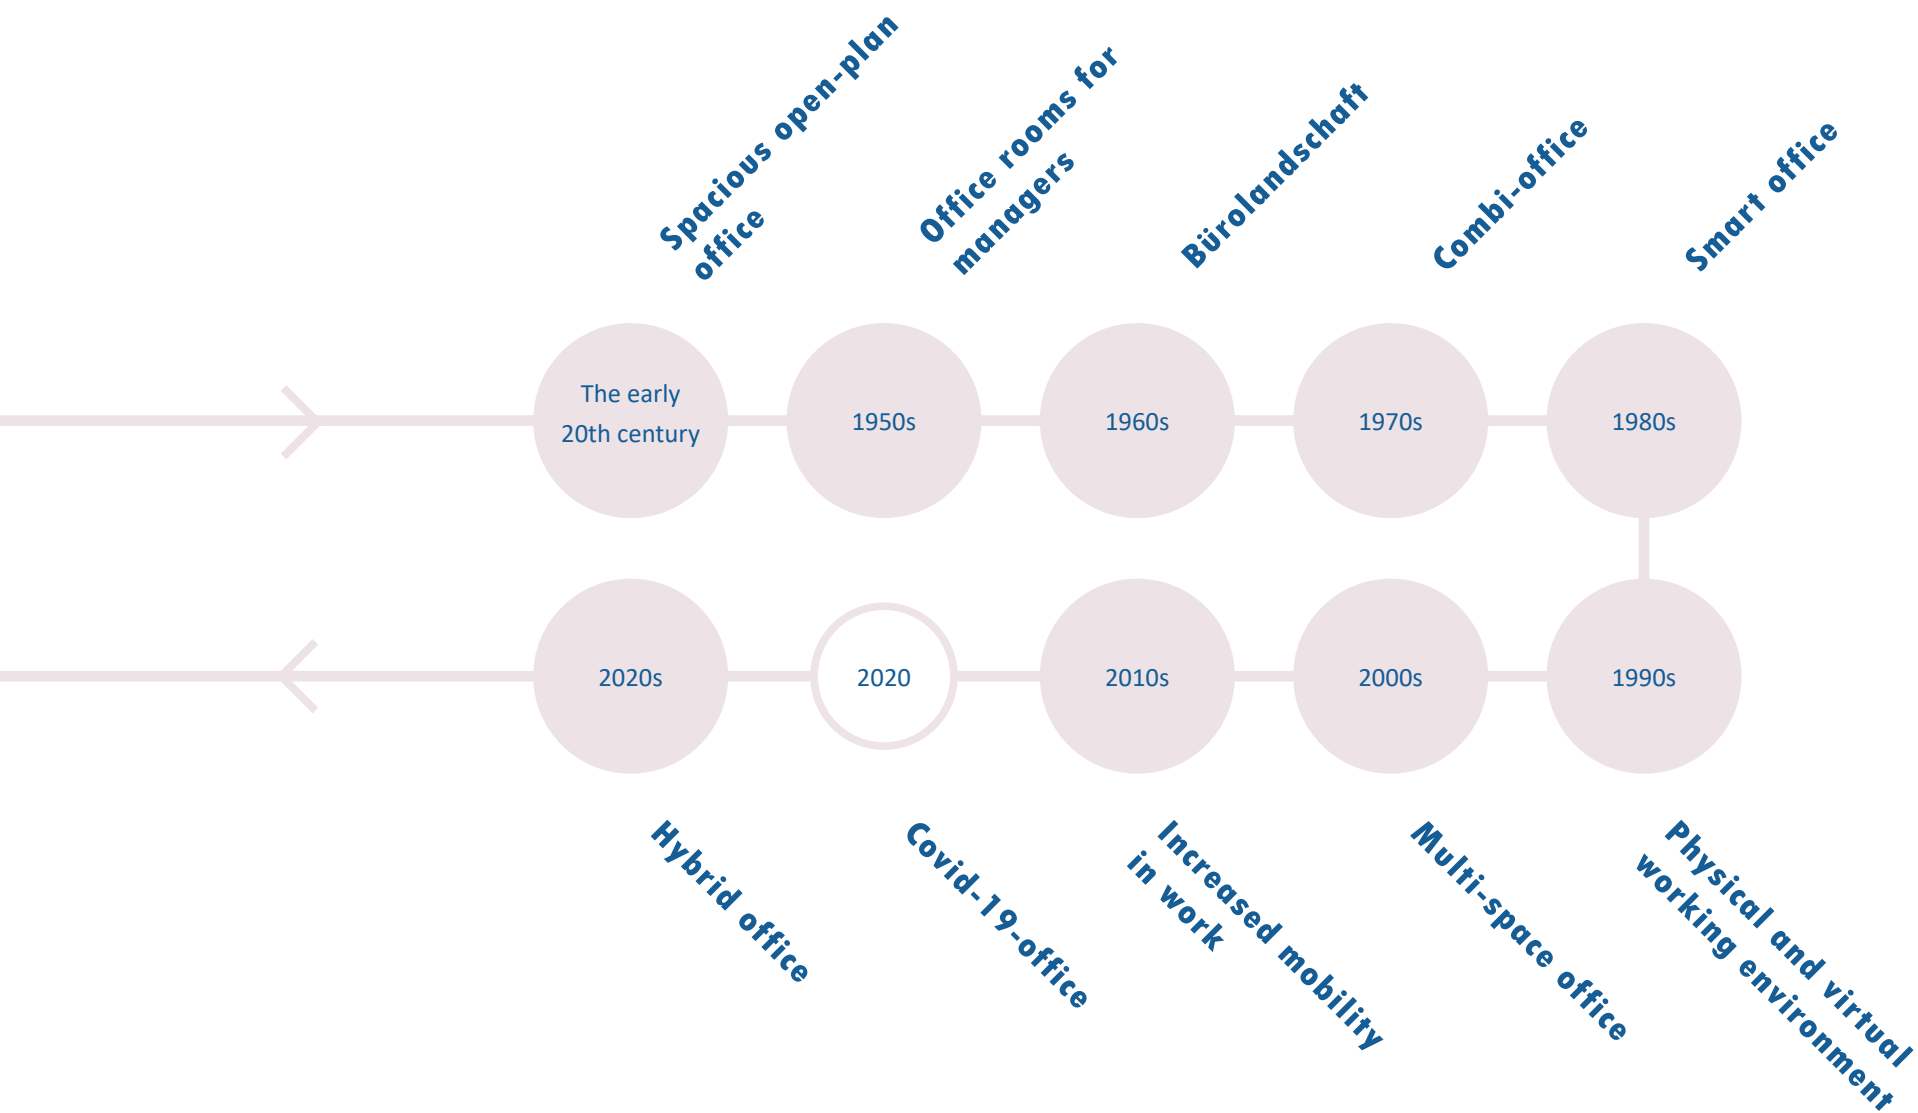 Spacious open-plan
office
Office rooms for
managers
Bürolandschaft
Combi-office
Smart office
The early
20th century
1950s
1960s
1970s
1980s
2020s
2020
2010s
2000s
1990s
Hybrid office
Covid-19-office
Increased mobility
in work
Multi-space office
Physical and virtual
working environment